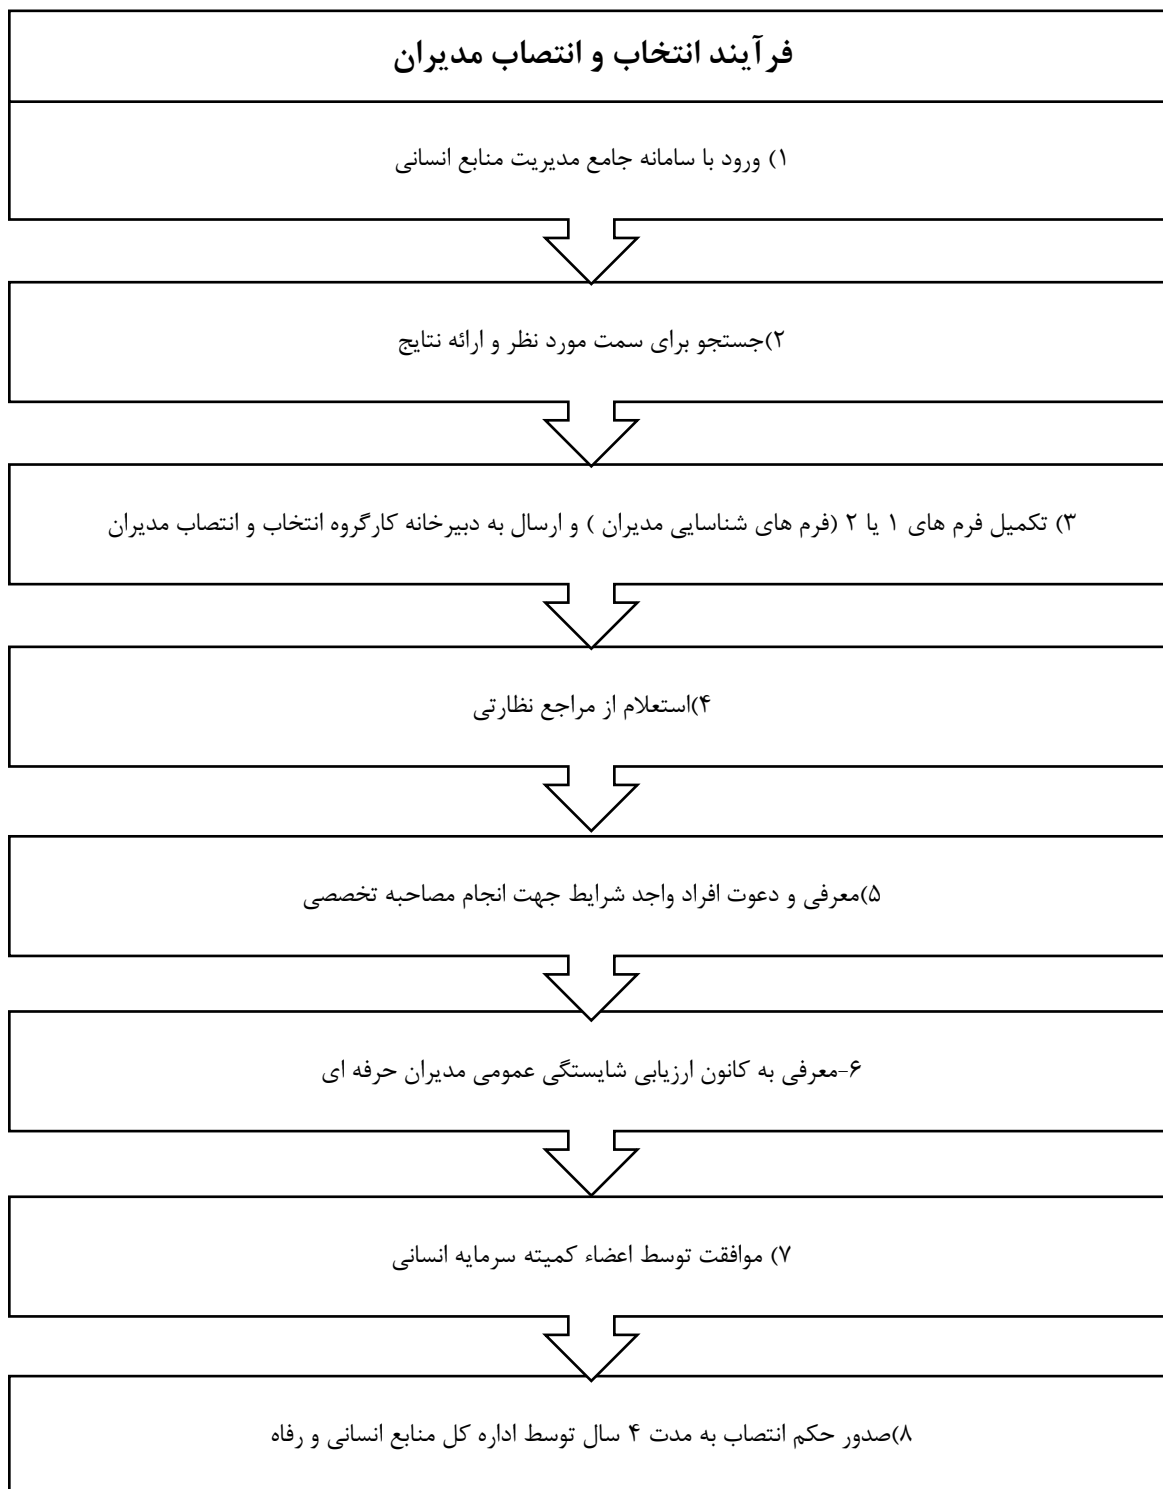 فرآیند انتخاب و انتصاب مدیران
۱) ورود با سامانه جامع مدیریت منابع انسانی
۲)جستجو برای سمت مورد نظر و ارائه نتایج
۳) تکمیل فرم های ۱ یا ۲ (فرم های شناسایی مدیران ) و ارسال به دبیرخانه کارگروه انتخاب و انتصاب مدیران
۴)استعلام از مراجع نظارتی
۵)معرفی و دعوت افراد واجد شرایط جهت انجام مصاحبه تخصصی
۶-معرفی به کانون ارزیابی شایستگی عمومی مدیران حرفه ای
۷) موافقت توسط اعضاء کمیته سرمایه انسانی
۸)صدور حکم انتصاب به مدت ۴ سال توسط اداره کل منابع انسانی و رفاه